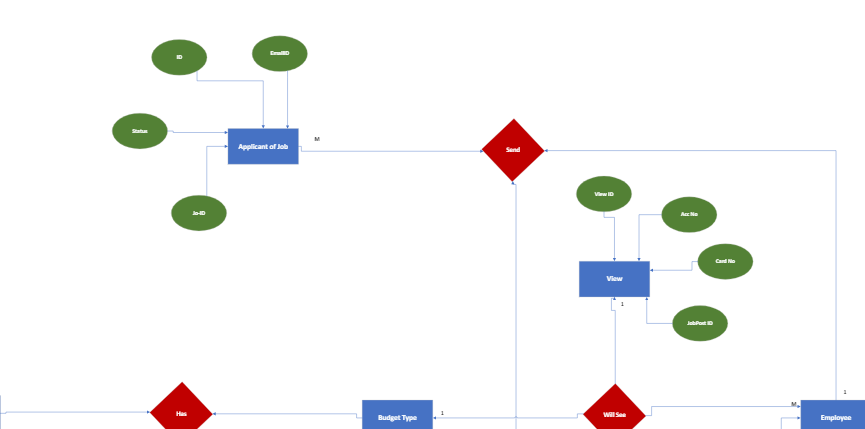 ID
EmailID
Status
M
Applicant of Job
Send
View ID
Jo-ID
Acc No
Card No
View
1
JobPost ID
1
M
Has
Budget Type
1
Will See
Employee